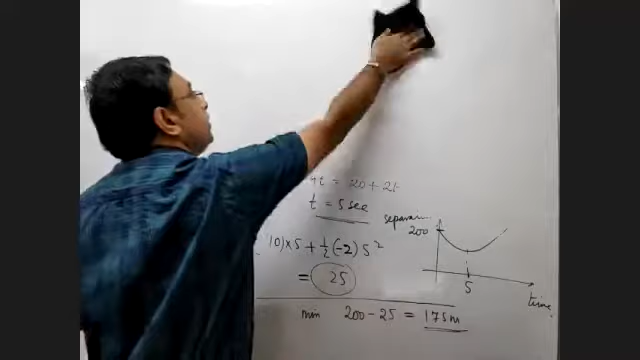 4t = 20 + 2t
t = 5 sec
separan
200
10) × 5 + 1/2 (-2) 5²
= 25
5
time
min 200 - 25 = 175m